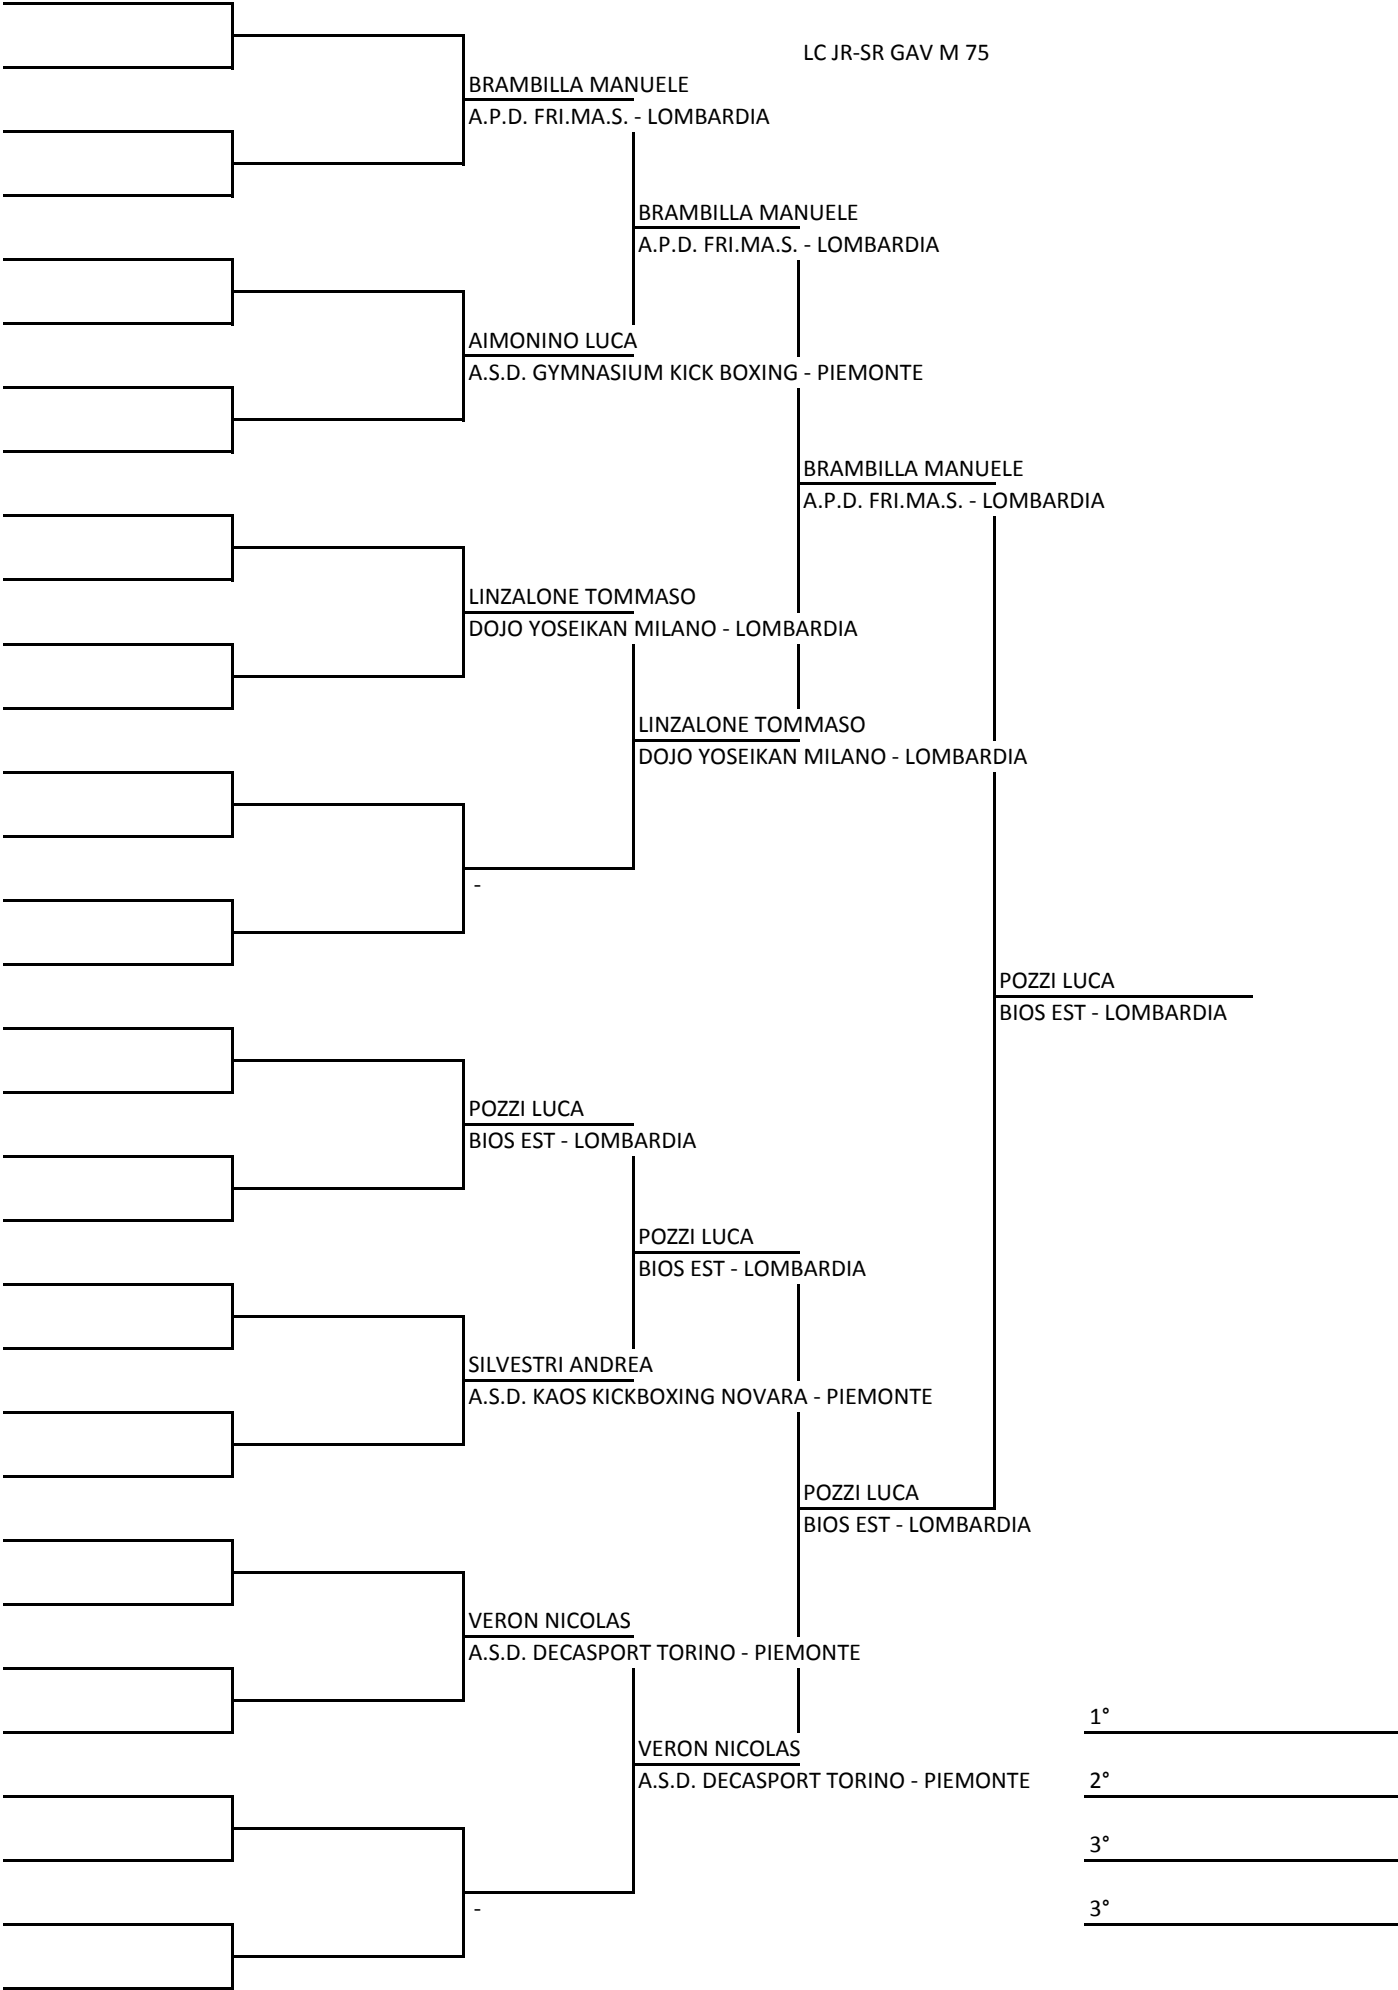 LC JR-SR GAV M 75
BRAMBILLA MANUELE
A.P.D. FRI.MA.S. - LOMBARDIA
BRAMBILLA MANUELE
A.P.D. FRI.MA.S. - LOMBARDIA
AIMONINO LUCA
A.S.D. GYMNASIUM KICK BOXING - PIEMONTE
BRAMBILLA MANUELE
A.P.D. FRI.MA.S. - LOMBARDIA
LINZALONE TOMMASO
DOJO YOSEIKAN MILANO - LOMBARDIA
LINZALONE TOMMASO
DOJO YOSEIKAN MILANO - LOMBARDIA
-
POZZI LUCA
BIOS EST - LOMBARDIA
POZZI LUCA
BIOS EST - LOMBARDIA
POZZI LUCA
BIOS EST - LOMBARDIA
SILVESTRI ANDREA
A.S.D. KAOS KICKBOXING NOVARA - PIEMONTE
POZZI LUCA
BIOS EST - LOMBARDIA
VERON NICOLAS
A.S.D. DECASPORT TORINO - PIEMONTE
1°
VERON NICOLAS
A.S.D. DECASPORT TORINO - PIEMONTE
2°
3°
-
3°